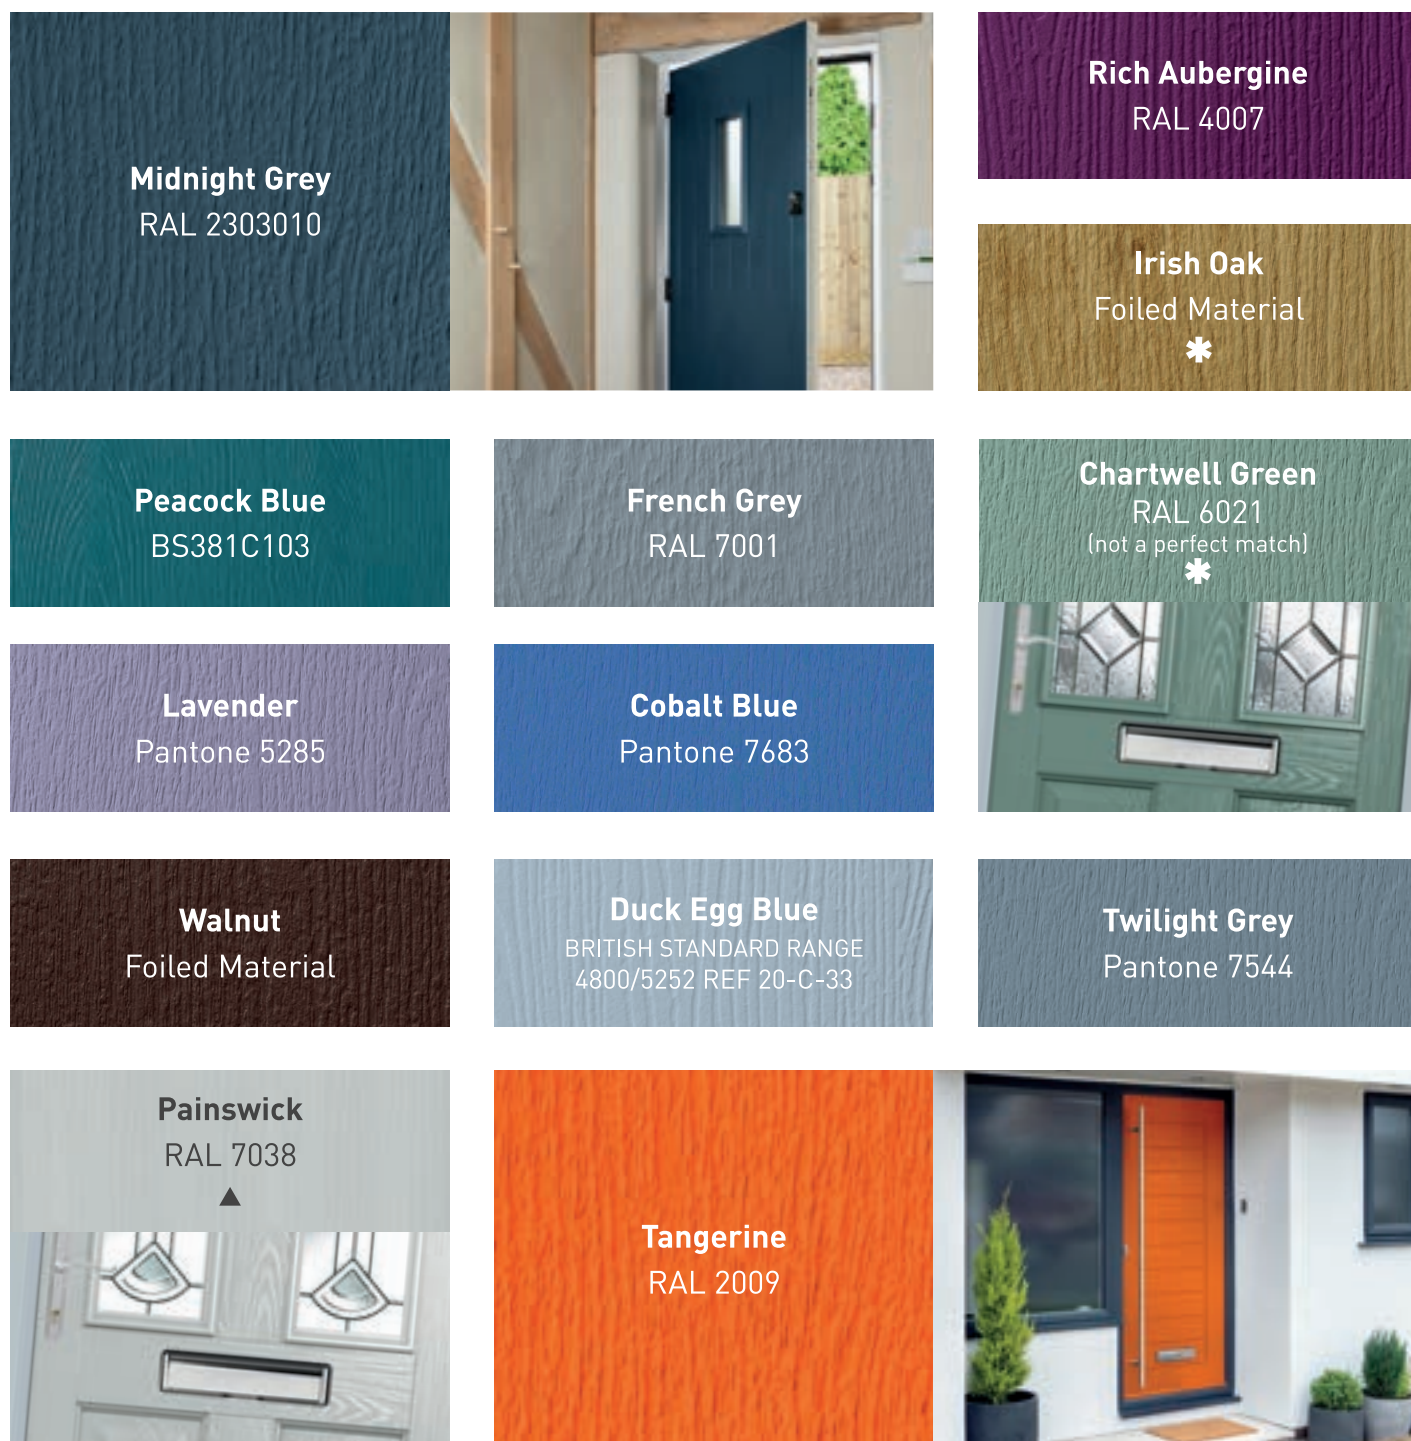 Midnight Grey
RAL 2303010
Rich Aubergine
RAL 4007
Irish Oak
Foiled Material
✱
Peacock Blue
BS381C103
French Grey
RAL 7001
Chartwell Green
RAL 6021
(not a perfect match)
✱
Lavender
Pantone 5285
Cobalt Blue
Pantone 7683
Walnut
Foiled Material
Duck Egg Blue
BRITISH STANDARD RANGE
4800/5252 REF 20-C-33
Twilight Grey
Pantone 7544
Painswick
RAL 7038
▲
Tangerine
RAL 2009